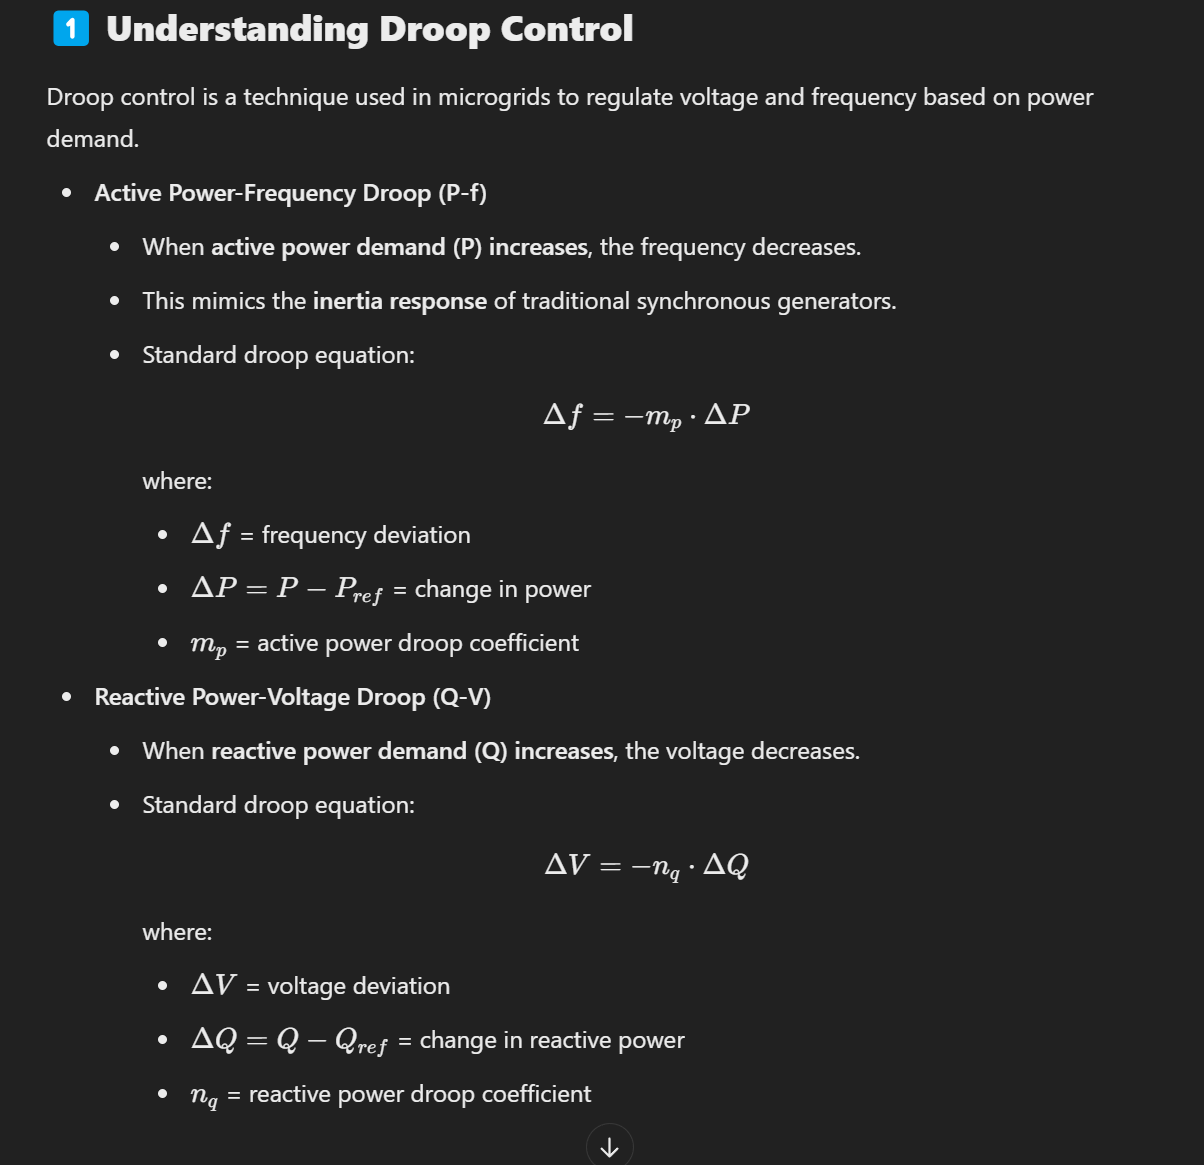 1 Understanding Droop Control
Droop control is a technique used in microgrids to regulate voltage and frequency based on power
demand.
• Active Power-Frequency Droop (P-f)
• When active power demand (P) increases, the frequency decreases.
• This mimics the inertia response of traditional synchronous generators.
• Standard droop equation:
Δf = −m_p · ΔP
where:
• Δf = frequency deviation
• ΔP = P − P_ref = change in power
• m_p = active power droop coefficient
• Reactive Power-Voltage Droop (Q-V)
• When reactive power demand (Q) increases, the voltage decreases.
• Standard droop equation:
ΔV = −n_q · ΔQ
where:
• ΔV = voltage deviation
• ΔQ = Q − Q_ref = change in reactive power
• n_q = reactive power droop coefficient